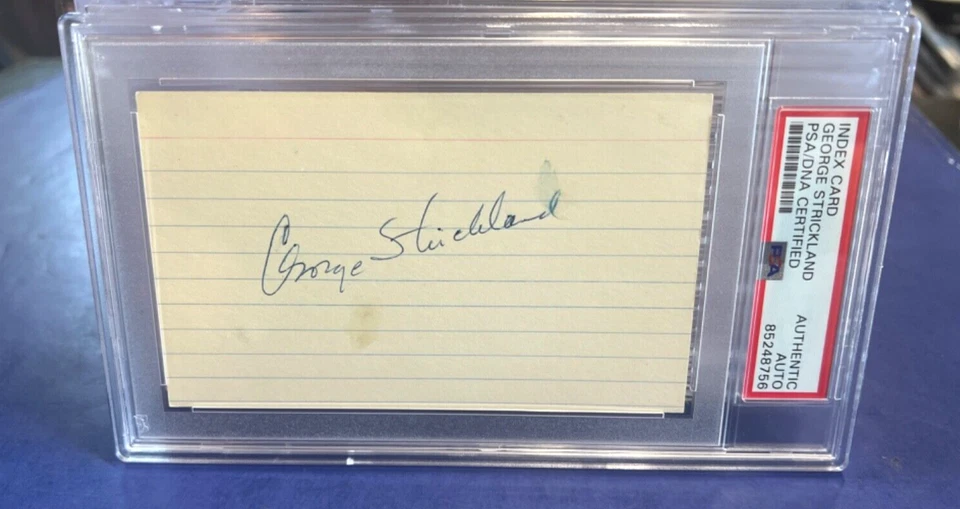 George Strickland
INDEX CARD
GEORGE STRICKLAND
PSA/DNA CERTIFIED
PSA
AUTHENTIC
AUTO
85248756